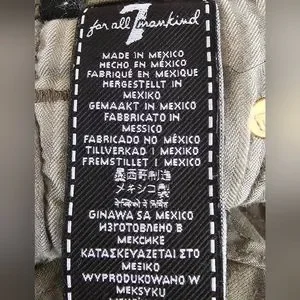 7
for all mankind
MADE IN MEXICO
HECHO EN MÉXICO
FABRIQUÉ EN MEXIQUE
HERGESTELLT IN
MEXIKO
GEMAAKT IN MEXICO
FABBRICATO IN
MESSICO
FABRICADO NO MÉXICO
TILLVERKAD I MEXIKO
FREMSTILLET I MEXICO
墨西哥制造
メキシコ製
GINAWA SA MEXICO
ИЗГОТОВЛЕНО В
МЕКСИКЕ
ΚΑΤΑΣΚΕΥΑΖΕΤΑΙ ΣΤΟ
ΜΕΞΙΚΟ
WYPRODUKOWANO W
MEKSYKU